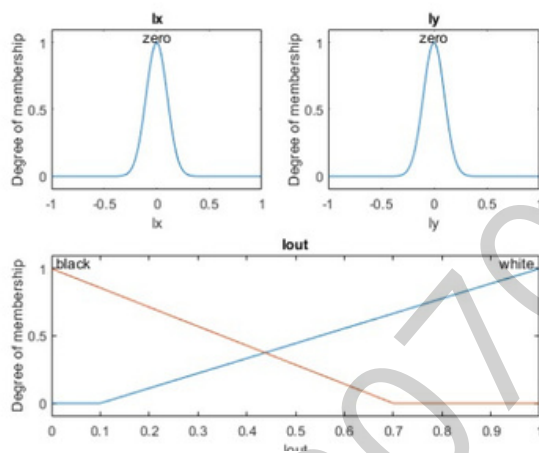 Ix
zero
Degree of membership
1
0.5
0
-1 -0.5 0 0.5 1
Ix
Iy
zero
Degree of membership
1
0.5
0
-1 -0.5 0 0.5 1
Iy
Iout
black
white
Degree of membership
1
0.5
0
0 0.1 0.2 0.3 0.4 0.5 0.6 0.7 0.8 0.9 1
Iout